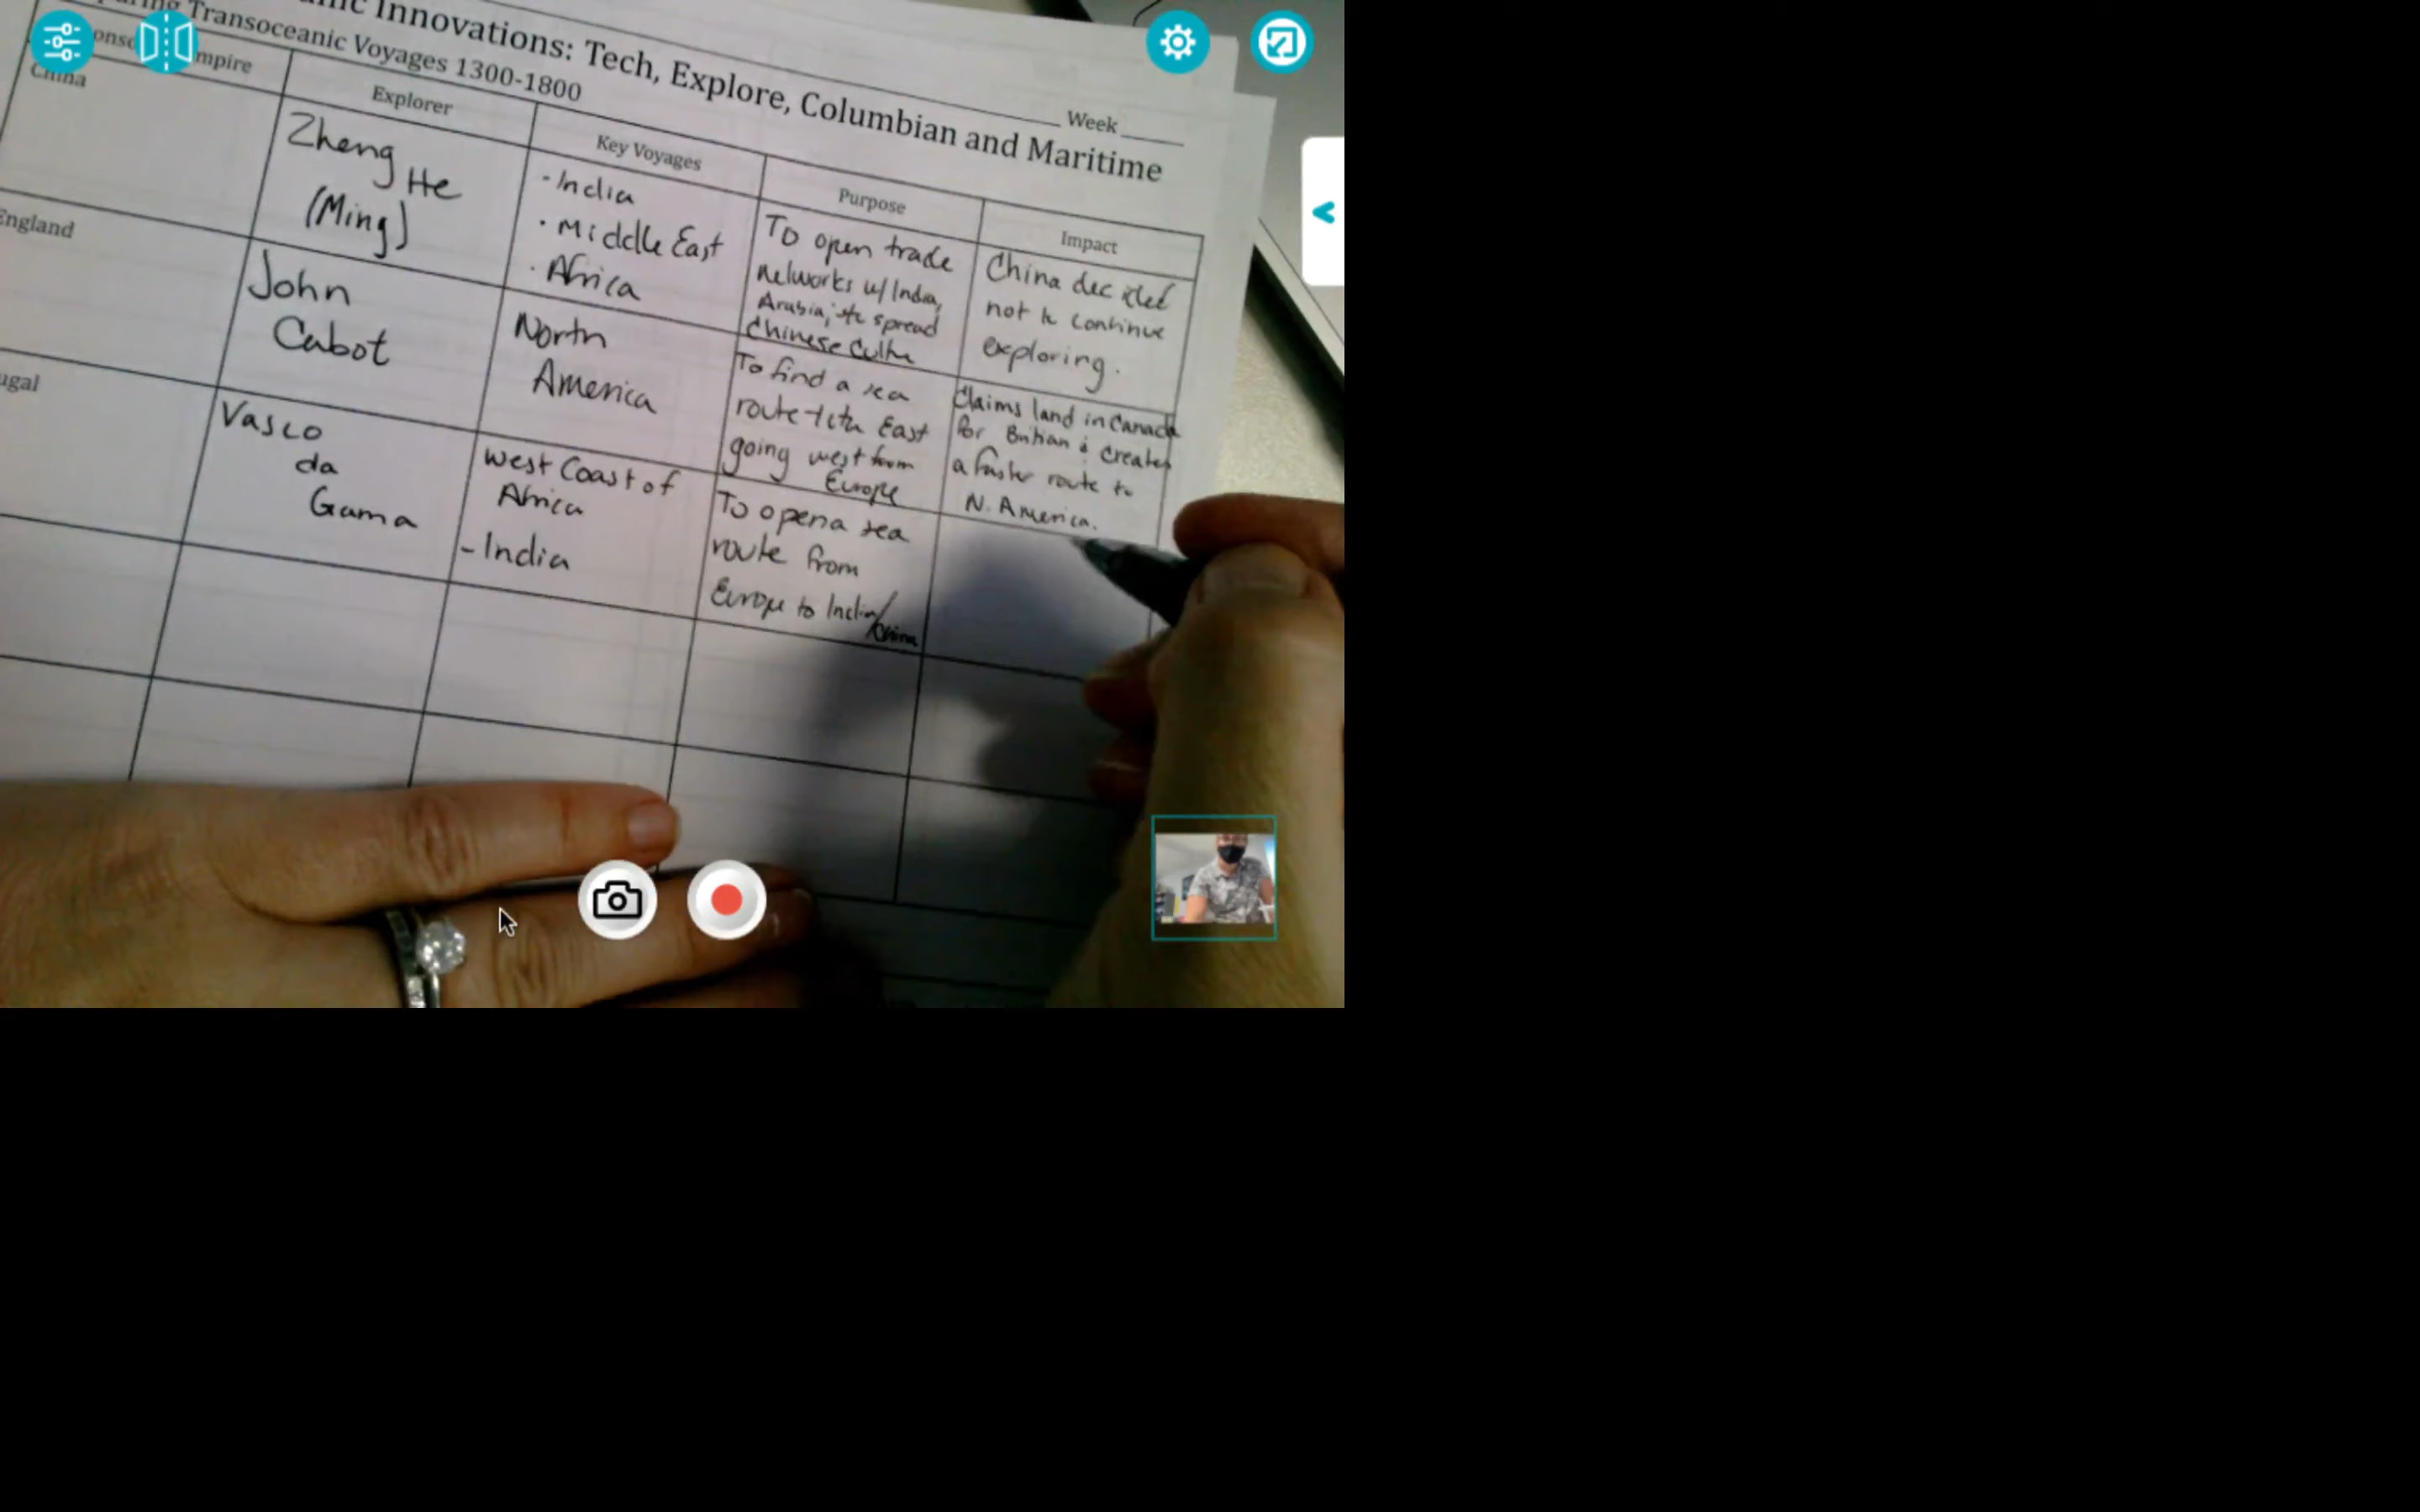 nic Innovations: Tech, Explore, Columbian and Maritime
Week
paring Transoceanic Voyages 1300-1800
mpire
Explorer
Key Voyages
Purpose
Impact
China
Zheng He
(Ming)
- India
· Middle East
· Africa
To open trade
networks w/ India,
Arabia, spread
Chinese
China decided
not to continue
exploring.
England
John
Cabot
North
America
To find a sea
route East
going west from
Europe
Claims land in Canada
for & creates
a faster route to
N. America.
ugal
Vasco
da
Gama
West Coast of
Africa
- India
To open a sea
route from
Europe to India/
China